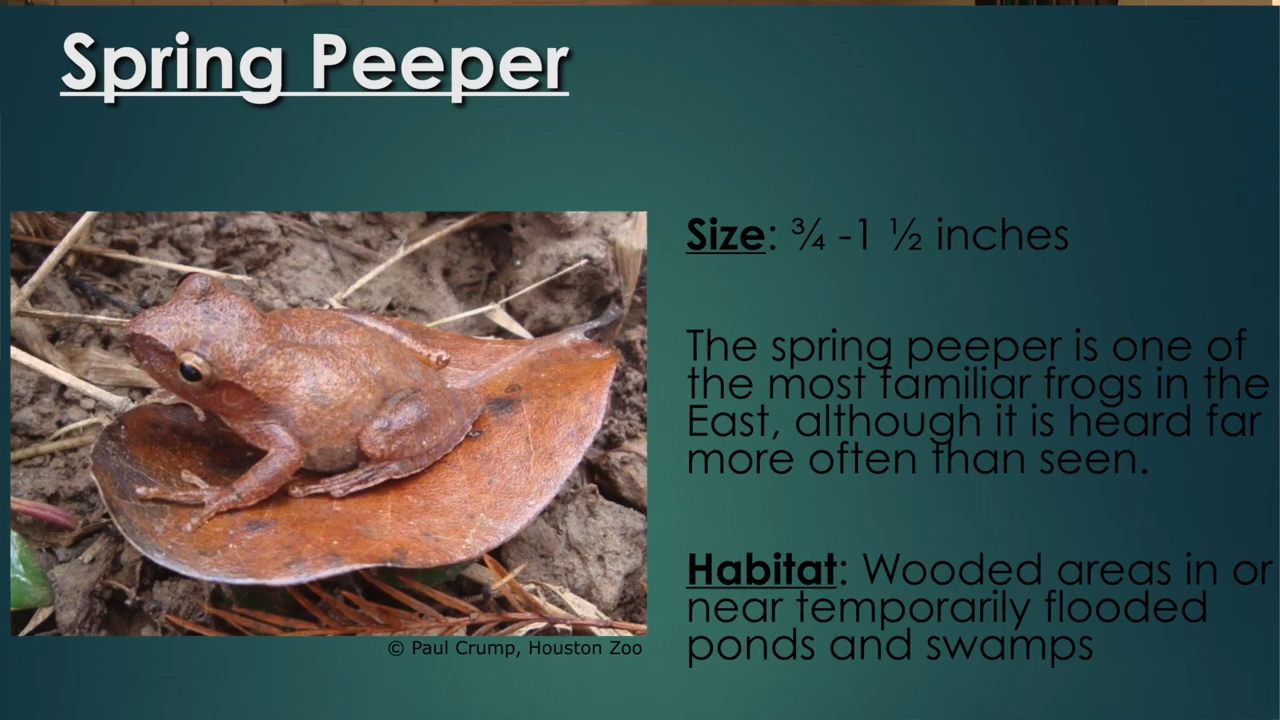 Spring Peeper
Size: ¾ -1 ½ inches
The spring peeper is one of
the most familiar frogs in the
East, although it is heard far
more often than seen.
Habitat: Wooded areas in or
near temporarily flooded
ponds and swamps
© Paul Crump, Houston Zoo